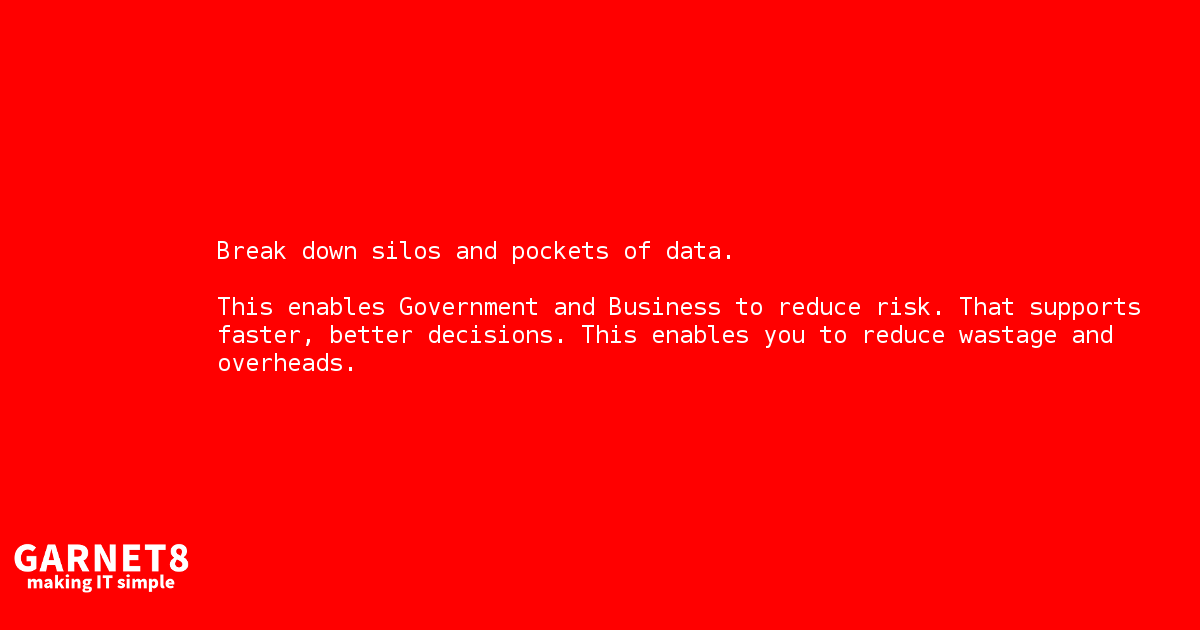 Break down silos and pockets of data.
This enables Government and Business to reduce risk. That supports
faster, better decisions. This enables you to reduce wastage and
overheads.
GARNET8
making IT simple